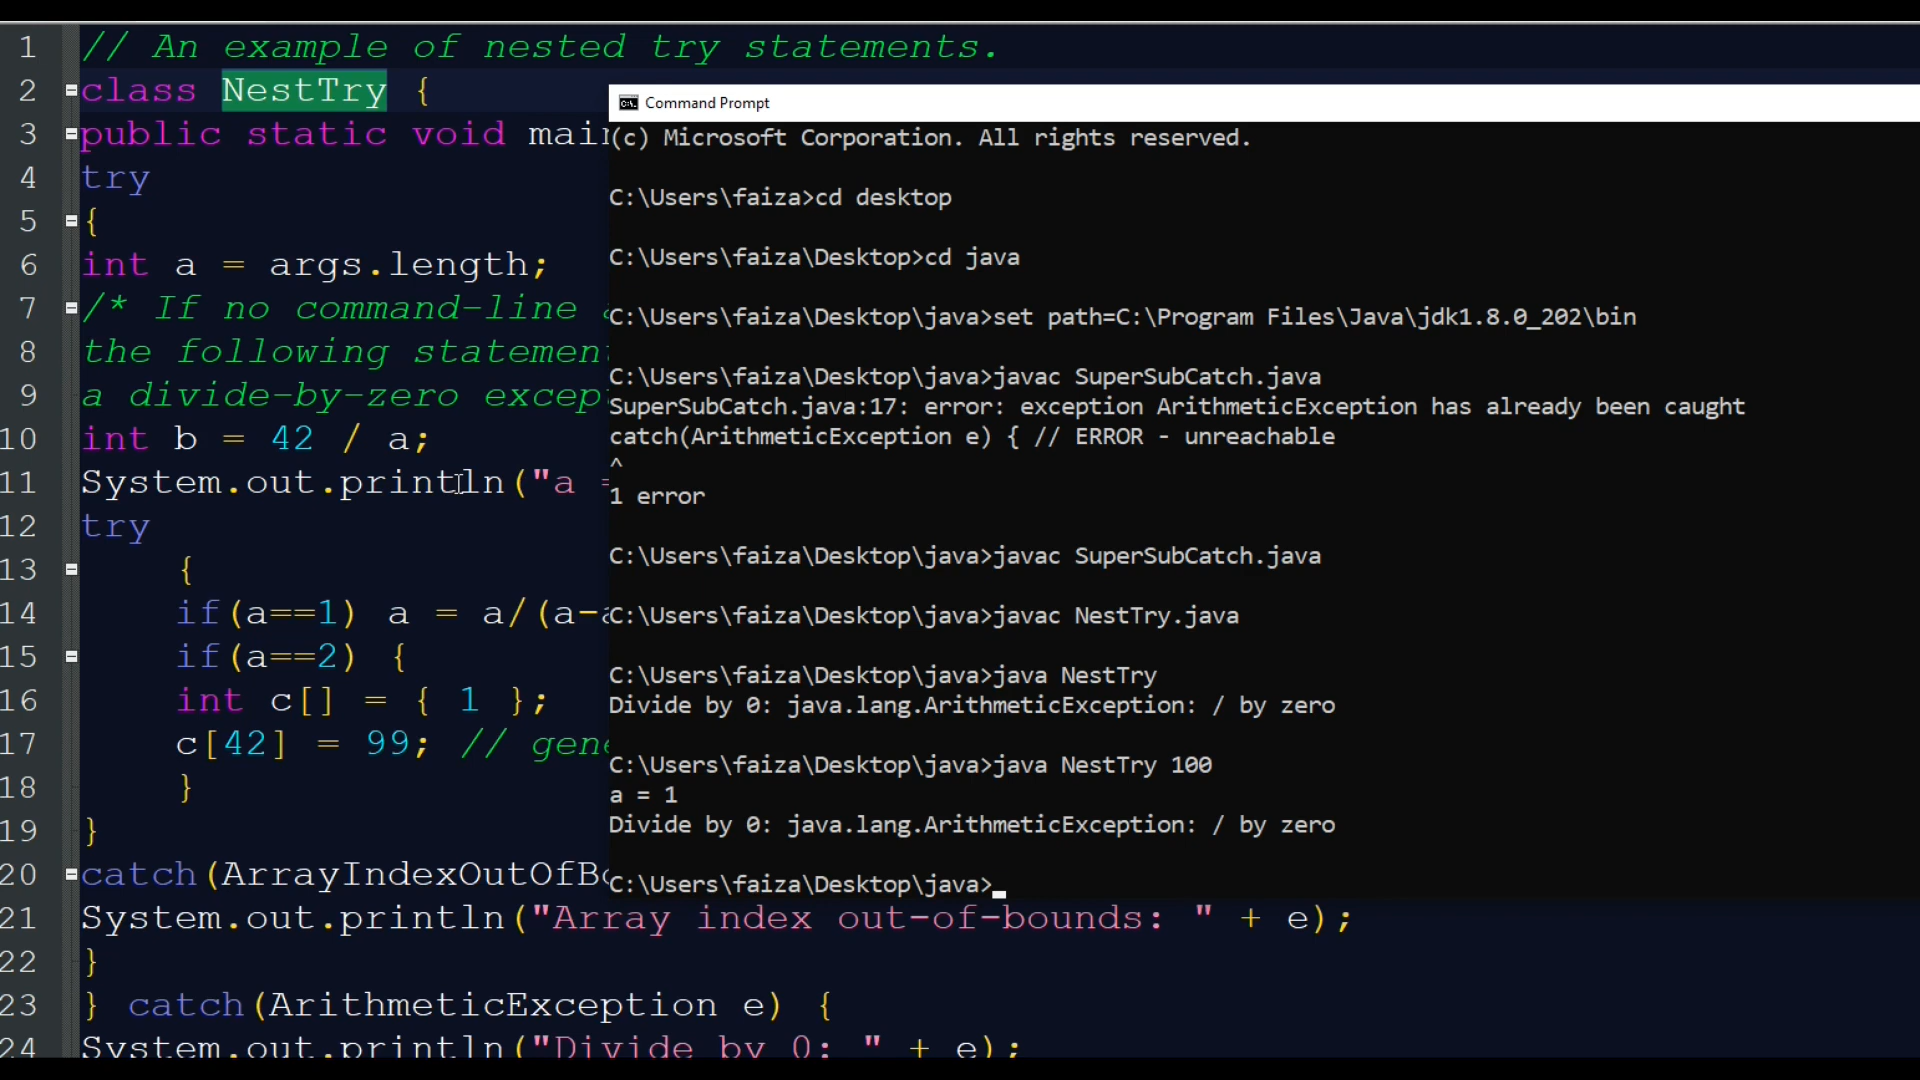 1 // An example of nested try statements.
2 class NestTry {
3 public static void main
4 try
5 {
6 int a = args.length;
7 /* If no command-line
8 the following statement
9 a divide-by-zero excep
10 int b = 42 / a;
11 System.out.println("a =
12 try
13 {
14 if(a==1) a = a/(a-a
15 if(a==2) {
16 int c[] = { 1 };
17 c[42] = 99; // gene
18 }
19 }
20 catch(ArrayIndexOutOfBo
21 System.out.println("Array index out-of-bounds: " + e);
22 }
23 } catch(ArithmeticException e) {
24 System.out.println("Divide by 0: " + e);
Command Prompt
(c) Microsoft Corporation. All rights reserved.
C:\Users\faiza>cd desktop
C:\Users\faiza\Desktop>cd java
C:\Users\faiza\Desktop\java>set path=C:\Program Files\Java\jdk1.8.0_202\bin
C:\Users\faiza\Desktop\java>javac SuperSubCatch.java
SuperSubCatch.java:17: error: exception ArithmeticException has already been caught
catch(ArithmeticException e) { // ERROR - unreachable
^
1 error
C:\Users\faiza\Desktop\java>javac SuperSubCatch.java
C:\Users\faiza\Desktop\java>javac NestTry.java
C:\Users\faiza\Desktop\java>java NestTry
Divide by 0: java.lang.ArithmeticException: / by zero
C:\Users\faiza\Desktop\java>java NestTry 100
a = 1
Divide by 0: java.lang.ArithmeticException: / by zero
C:\Users\faiza\Desktop\java>